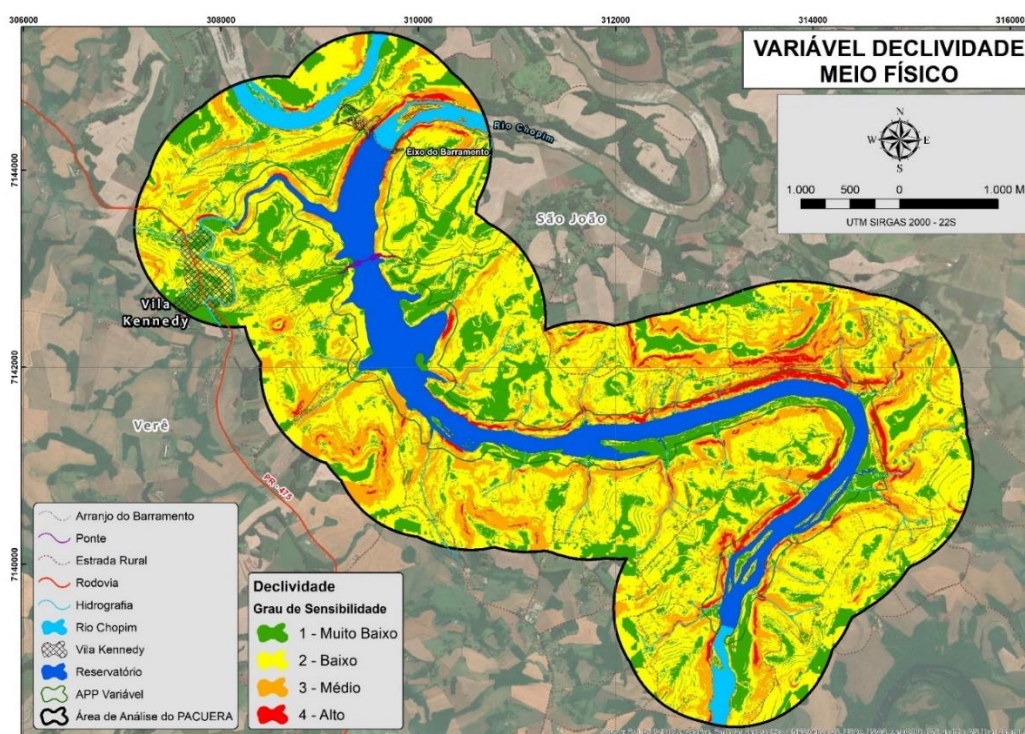 306000
308000
310000
312000
314000
316000
VARIÁVEL DECLIVIDADE
MEIO FÍSICO
N
W E
S
1.000 500 0 1.000 M
UTM SIRGAS 2000 - 22S
7144000
7142000
7140000
Rio Chopim
Eixo do Barramento
São João
Vila
Kennedy
Verê
PR-475
Arranjo do Barramento
Ponte
Estrada Rural
Rodovia
Hidrografia
Rio Chopim
Vila Kennedy
Reservatório
APP Variável
Área de Análise do PACUERA
Declividade
Grau de Sensibilidade
1 - Muito Baixo
2 - Baixo
3 - Médio
4 - Alto